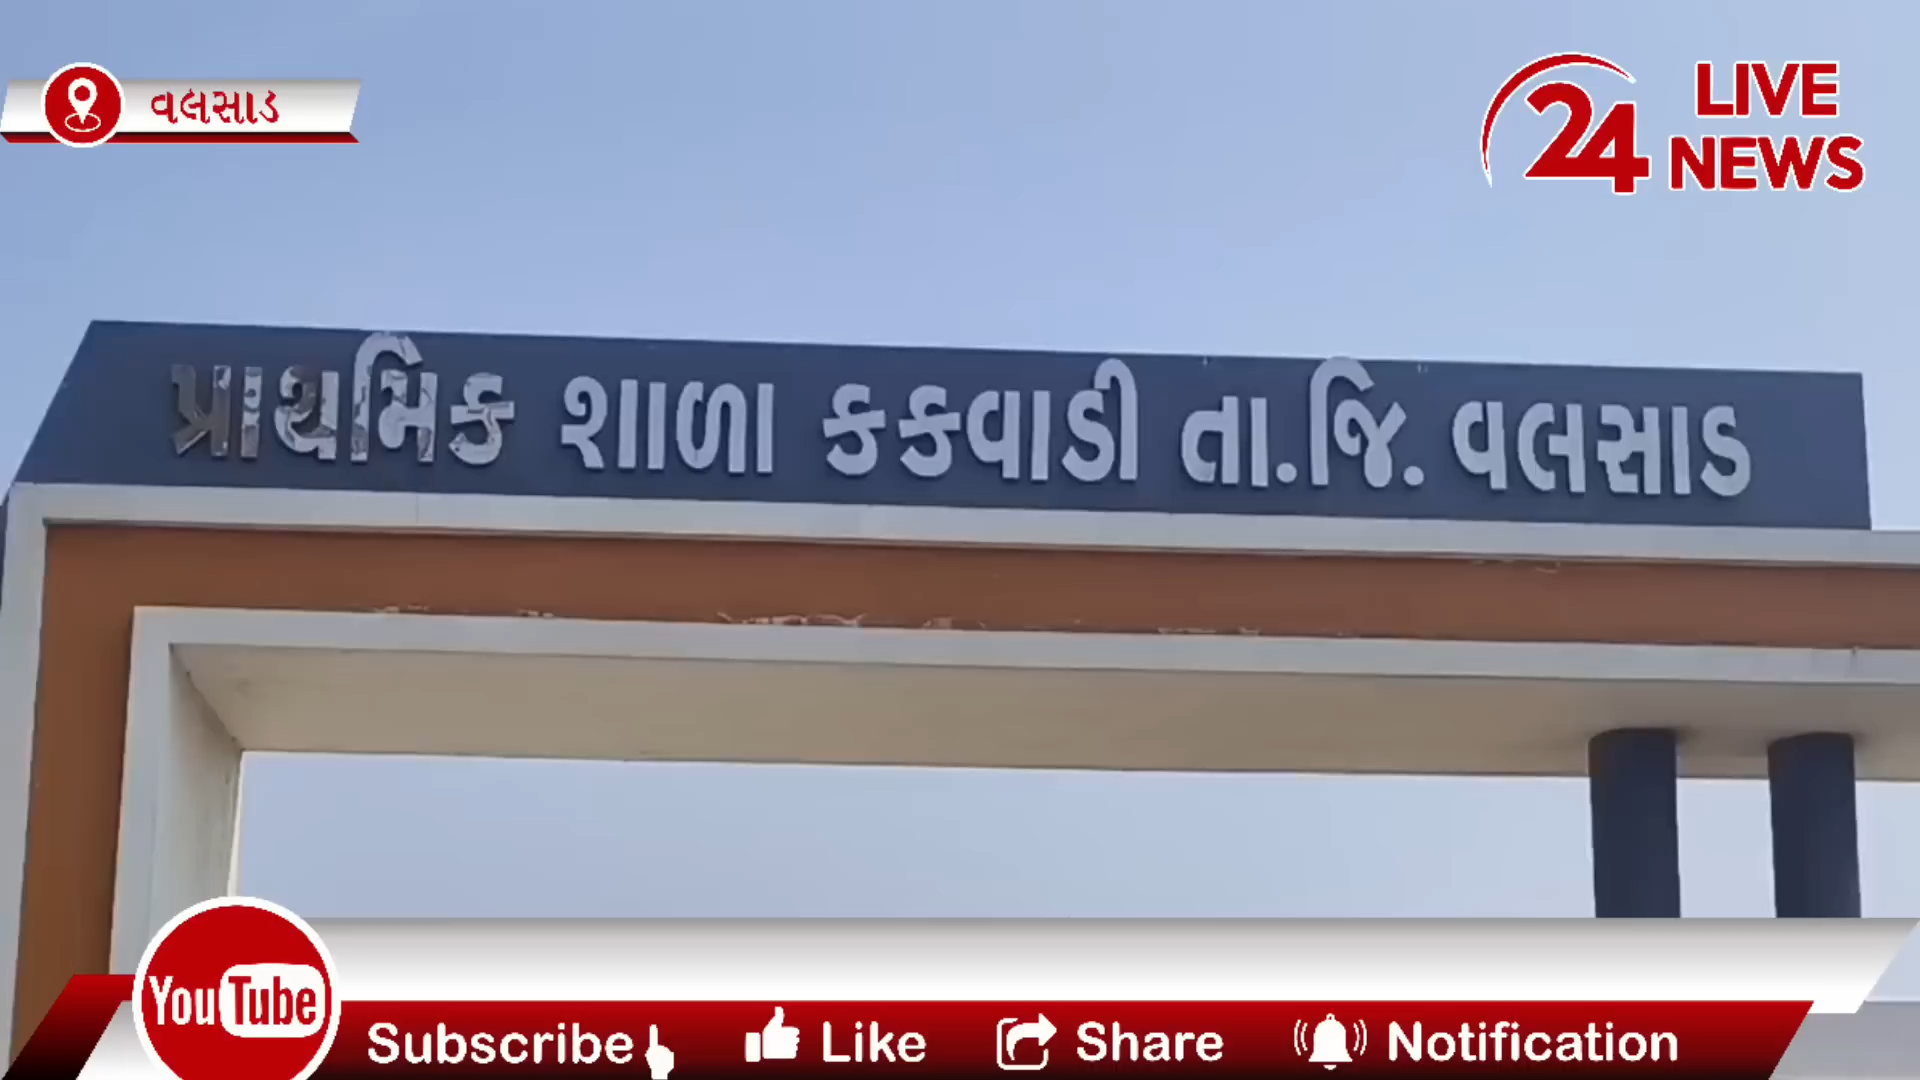 વલસાડ
24 LIVE
NEWS
પ્રાથમિક શાળા કકવાડી તા.જિ. વલસાડ
YouTube
Subscribe Like Share Notification